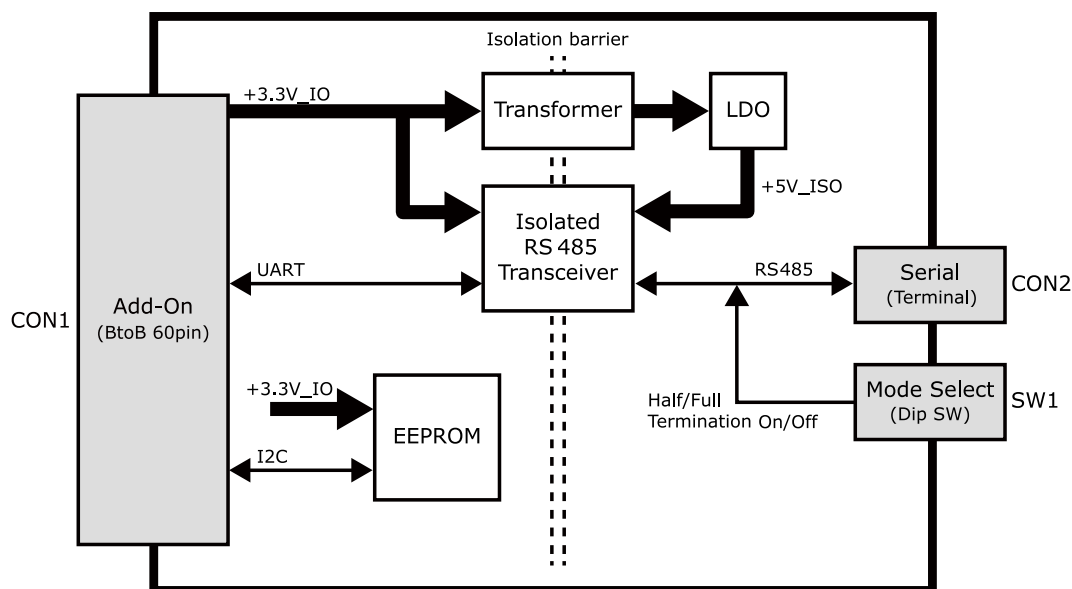 Isolation barrier
+3.3V_IO
Transformer
LDO
+5V_ISO
Isolated
RS 485
Transceiver
UART
RS485
Serial
(Terminal)
CON2
Add-On
(BtoB 60pin)
CON1
+3.3V_IO
EEPROM
I2C
Half/Full
Termination On/Off
Mode Select
(Dip SW)
SW1